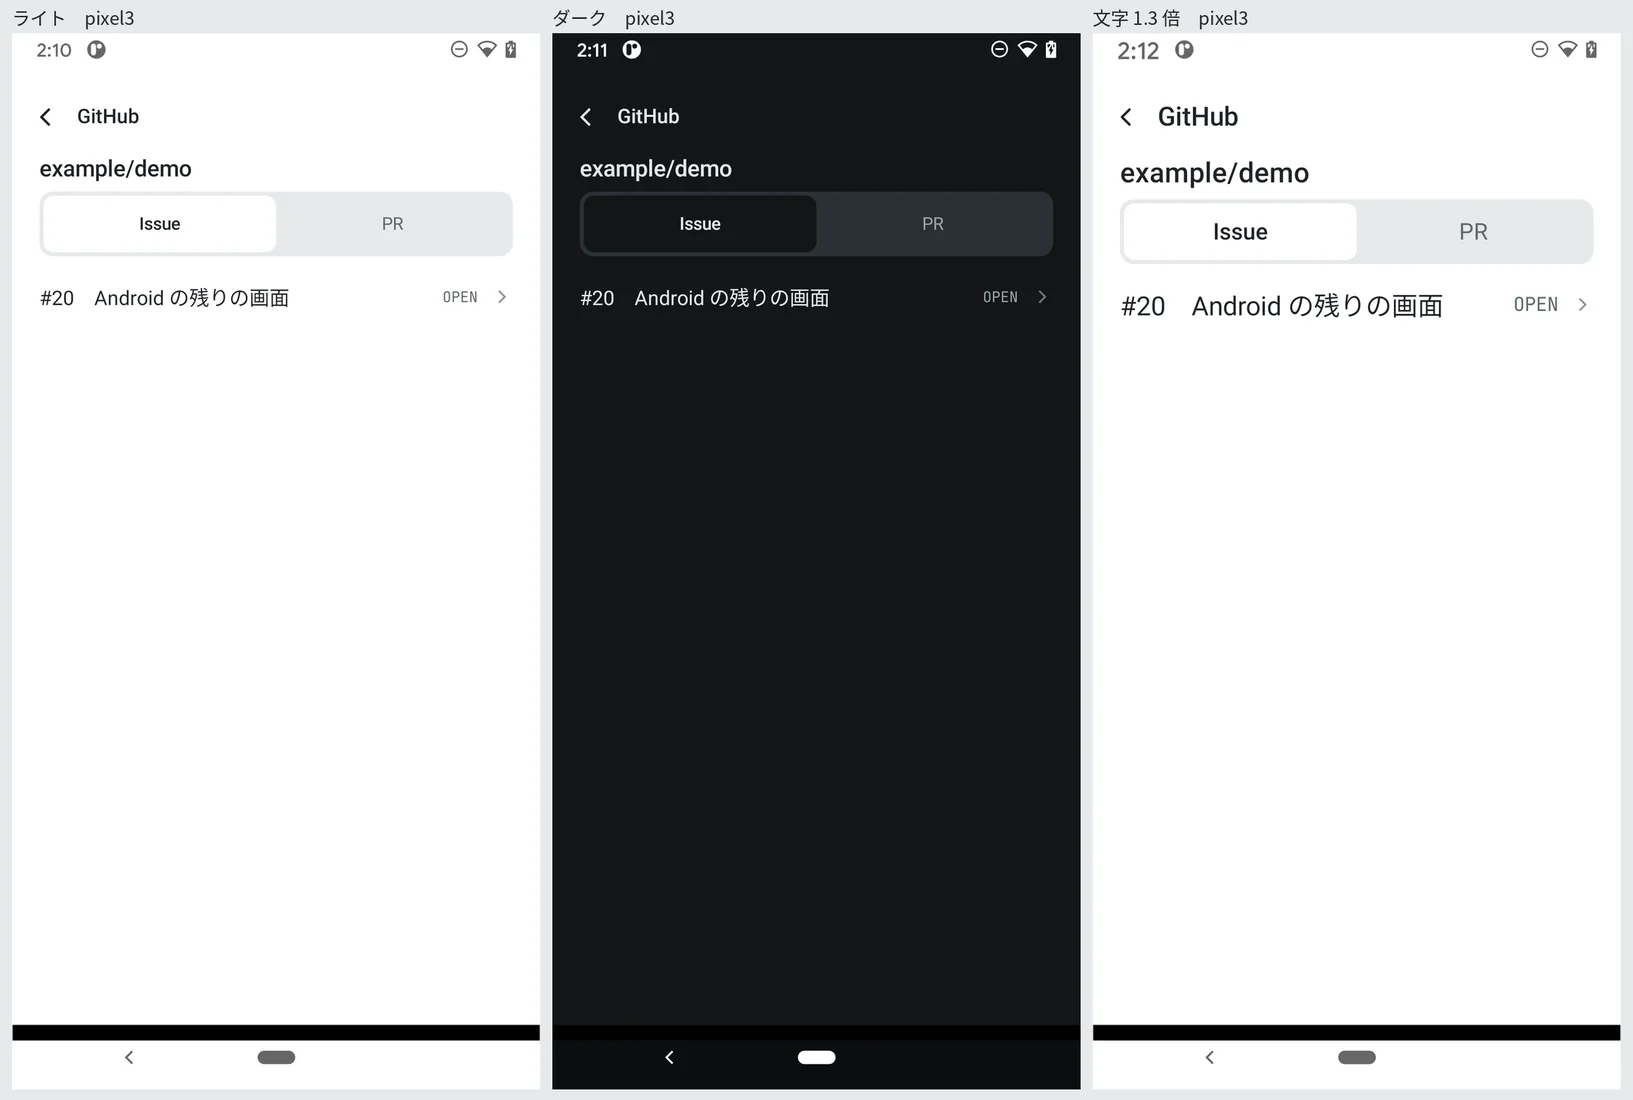 ライト pixel3
2:10
GitHub
example/demo
Issue PR
#20 Android の残りの画面 OPEN
ダーク pixel3
2:11
GitHub
example/demo
Issue PR
#20 Android の残りの画面 OPEN
文字 1.3 倍 pixel3
2:12
GitHub
example/demo
Issue PR
#20 Android の残りの画面 OPEN